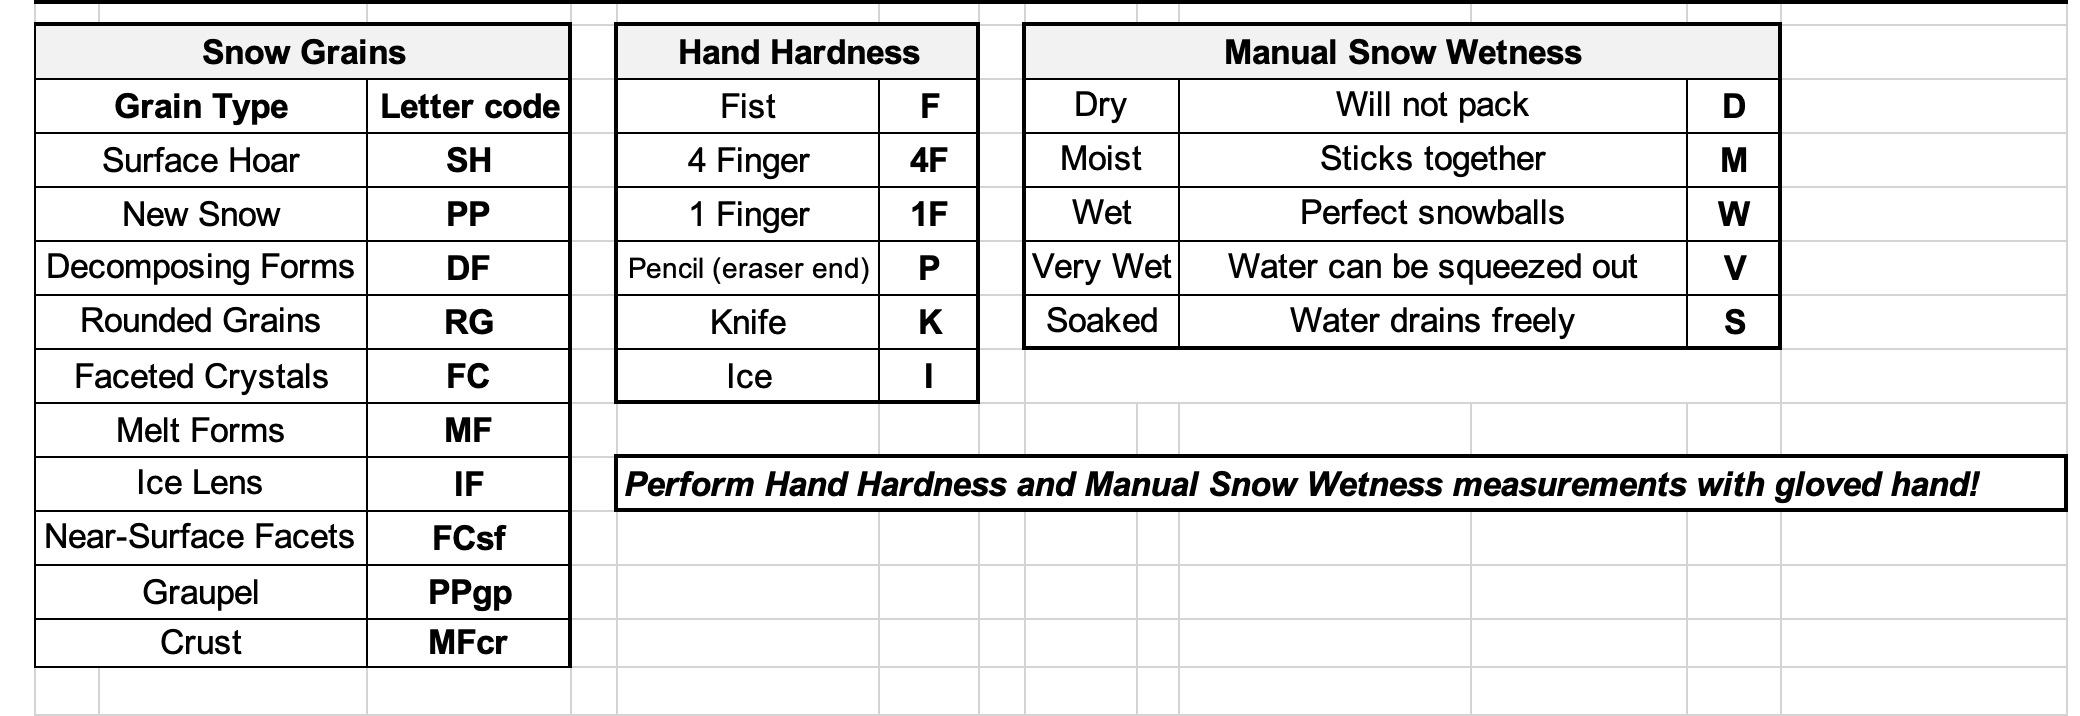 Snow Grains
Grain Type Letter code
Surface Hoar SH
New Snow PP
Decomposing Forms DF
Rounded Grains RG
Faceted Crystals FC
Melt Forms MF
Ice Lens IF
Near-Surface Facets FCsf
Graupel PPgp
Crust MFcr
Hand Hardness
Fist F
4 Finger 4F
1 Finger 1F
Pencil (eraser end) P
Knife K
Ice I
Manual Snow Wetness
Dry Will not pack D
Moist Sticks together M
Wet Perfect snowballs W
Very Wet Water can be squeezed out V
Soaked Water drains freely S
Perform Hand Hardness and Manual Snow Wetness measurements with gloved hand!